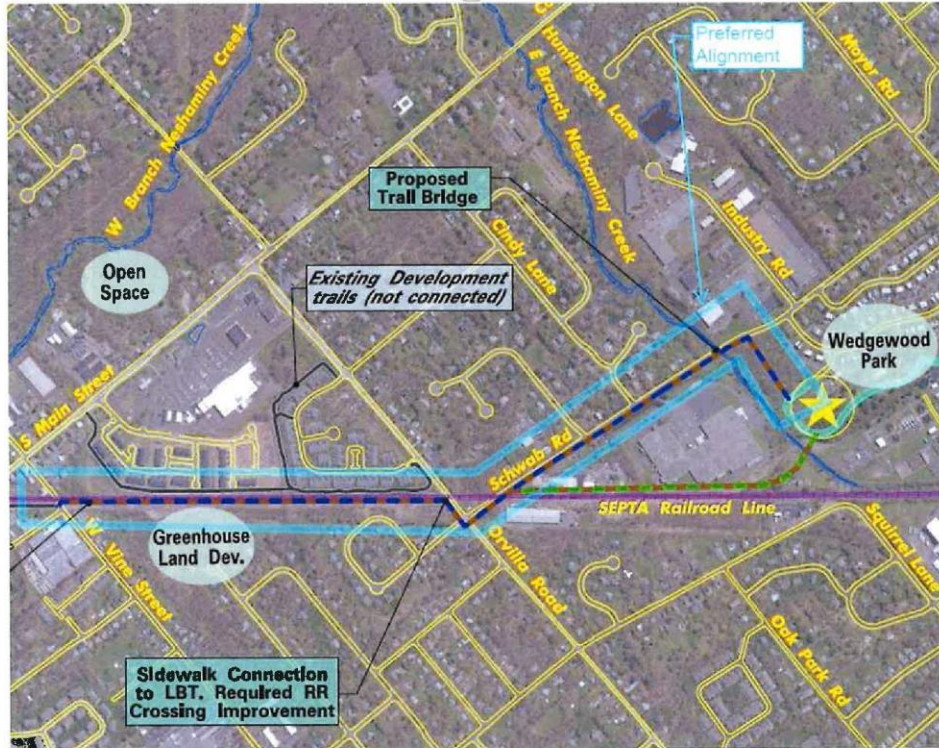 Preferred
Alignment
Moyer Rd
Huntington Lane
E Branch Neshaminy Creek
W Branch Neshaminy Creek
Proposed
Trail Bridge
Industry Rd
Cindy Lane
Open
Space
Existing Development
trails (not connected)
Wedgewood
Park
S Main Street
Schwab Rd
SEPTA Railroad Line
Greenhouse
Land Dev.
W Vine Street
Orvilla Road
Squirrel Lane
Oak Park Rd
Sidewalk Connection
to LBT. Required RR
Crossing Improvement